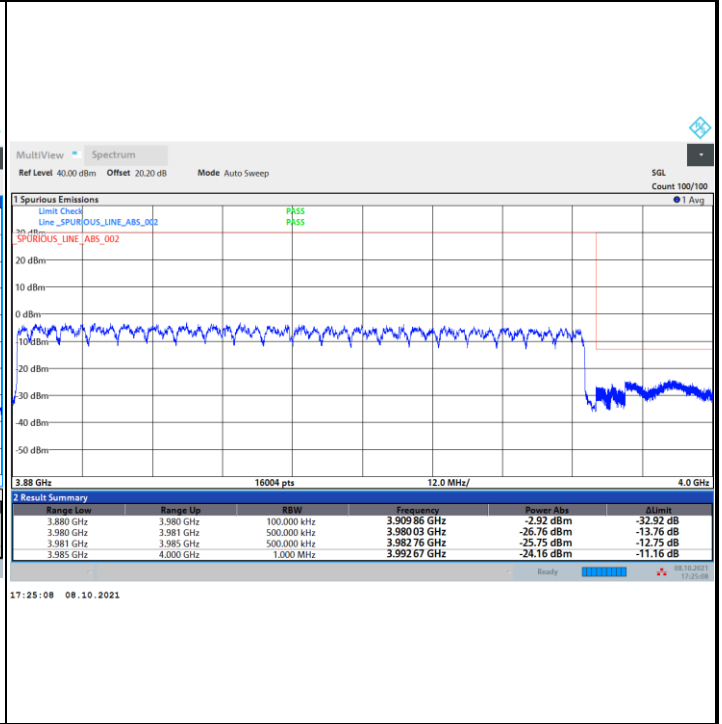 MultiView Spectrum
Ref Level 40.00 dBm Offset 20.20 dB Mode Auto Sweep SGL
Count 100/100
1 Spurious Emissions 1 Avg
Limit Check PASS
Line _SPURIOUS_LINE_ABS_002 PASS
30 dBm
_SPURIOUS_LINE_ABS_002
20 dBm
10 dBm
0 dBm
-10 dBm
-20 dBm
-30 dBm
-40 dBm
-50 dBm
3.88 GHz 16004 pts 12.0 MHz/ 4.0 GHz
2 Result Summary
Range Low Range Up RBW Frequency Power Abs ΔLimit
3.880 GHz 3.980 GHz 100.000 kHz 3.909 86 GHz -2.92 dBm -32.92 dB
3.980 GHz 3.981 GHz 500.000 kHz 3.980 03 GHz -26.76 dBm -13.76 dB
3.981 GHz 3.985 GHz 500.000 kHz 3.982 76 GHz -25.75 dBm -12.75 dB
3.985 GHz 4.000 GHz 1.000 MHz 3.992 67 GHz -24.16 dBm -11.16 dB
Ready 08.10.2021
17:25:08
17:25:08 08.10.2021